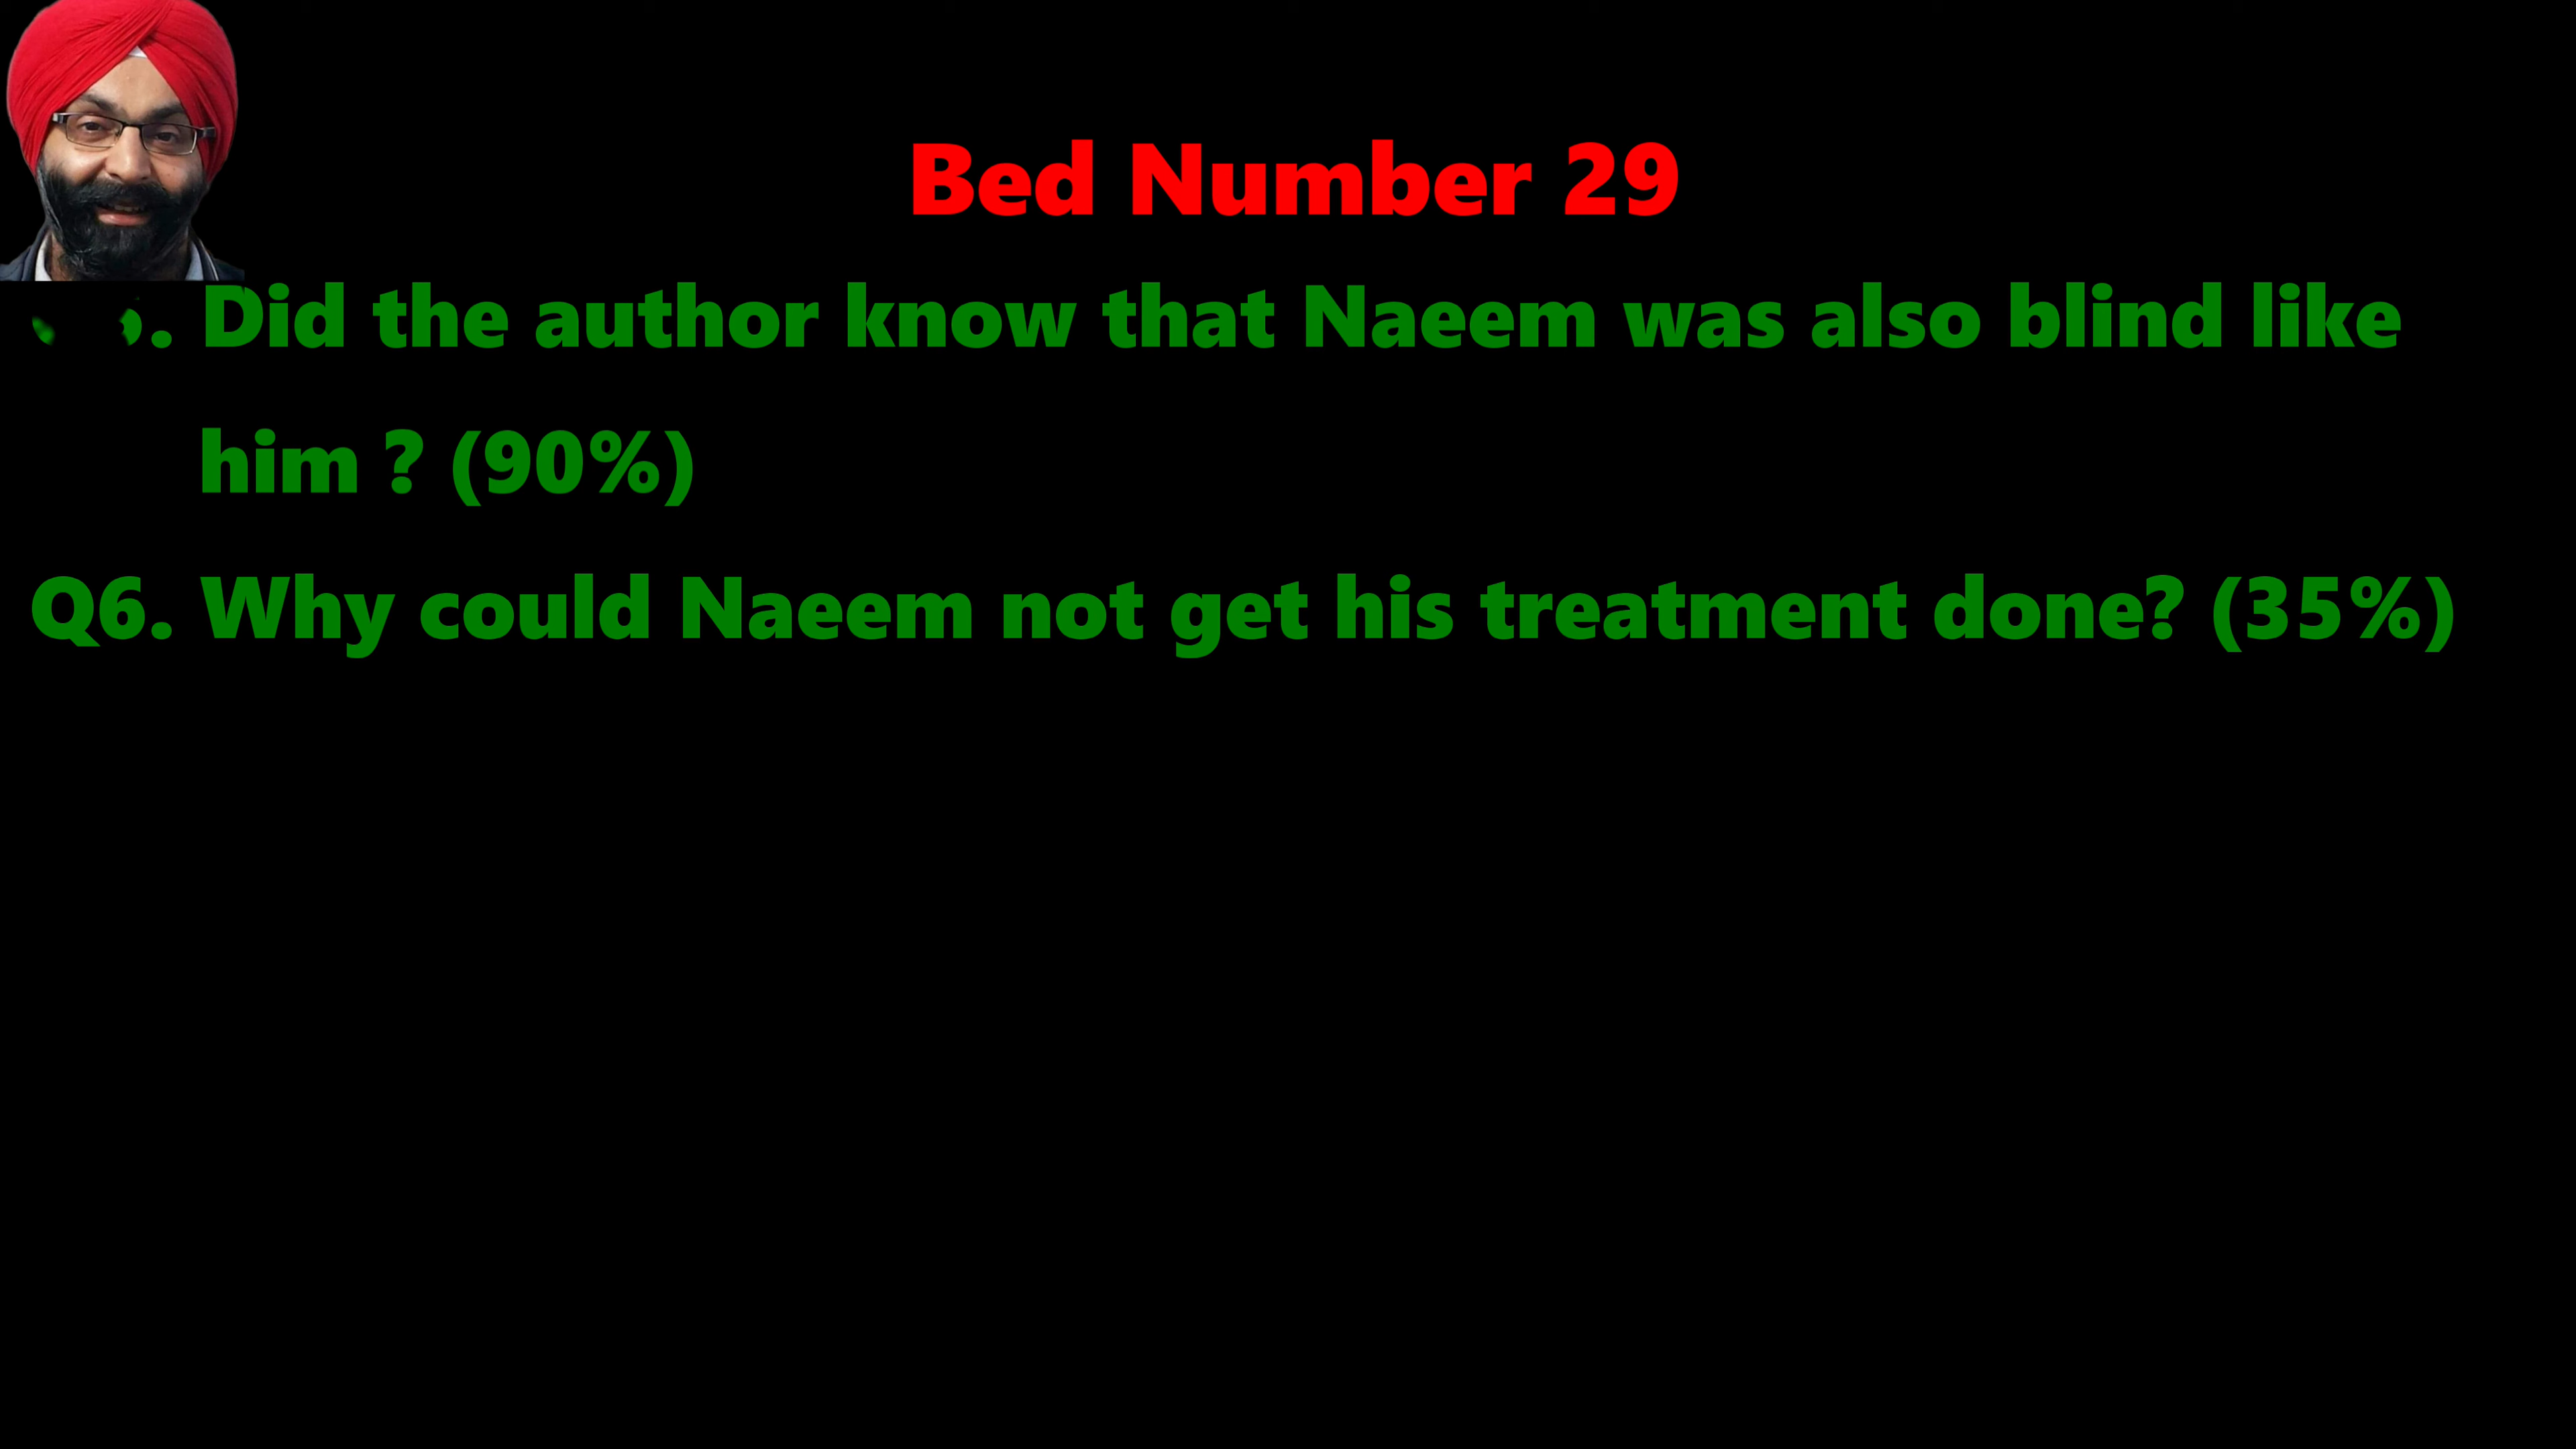 Bed Number 29
. Did the author know that Naeem was also blind like
him ? (90%)
Q6. Why could Naeem not get his treatment done? (35%)